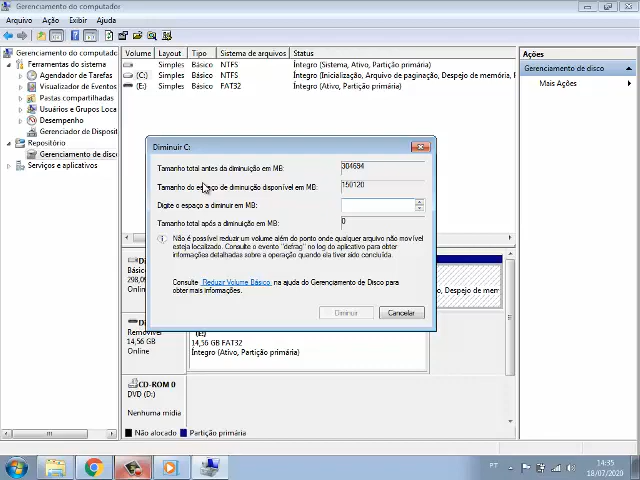 Gerenciamento do computador
Arquivo Ação Exibir Ajuda
Gerenciamento do computador
Ferramentas do sistema
Agendador de Tarefas
Visualizador de Eventos
Pastas compartilhadas
Usuários e Grupos Loca
Desempenho
Gerenciador de Disposit
Repositório
Gerenciamento de disc
Serviços e aplicativos
Volume Layout Tipo Sistema de arquivos Status
Simples Básico NTFS Íntegro (Sistema, Ativo, Partição primária)
(C:) Simples Básico NTFS Íntegro (Inicialização, Arquivo de paginação, Despejo de memória,
(E:) Simples Básico FAT32 Íntegro (Ativo, Partição primária)
Ações
Gerenciamento de disco
Mais Ações
Diminuir C:
Tamanho total antes da diminuição em MB: 304694
Tamanho do espaço de diminuição disponível em MB: 150120
Digite o espaço a diminuir em MB:
Tamanho total após a diminuição em MB: 0
Não é possível reduzir um volume além do ponto onde qualquer arquivo não móvel
esteja localizado. Consulte o evento "defrag" no log do aplicativo para obter
informações detalhadas sobre a operação quando ela tiver sido concluída.
Consulte Reduzir Volume Básico na ajuda do Gerenciamento de Disco para
obter mais informações.
Diminuir Cancelar
Básico
298,0
Onlin
, Despejo de mem
Removível
14,56 GB
Online
(E:)
14,56 GB FAT32
Íntegro (Ativo, Partição primária)
CD-ROM 0
DVD (D:)
Nenhuma mídia
Não alocado Partição primária
PT
14:35
18/07/2020